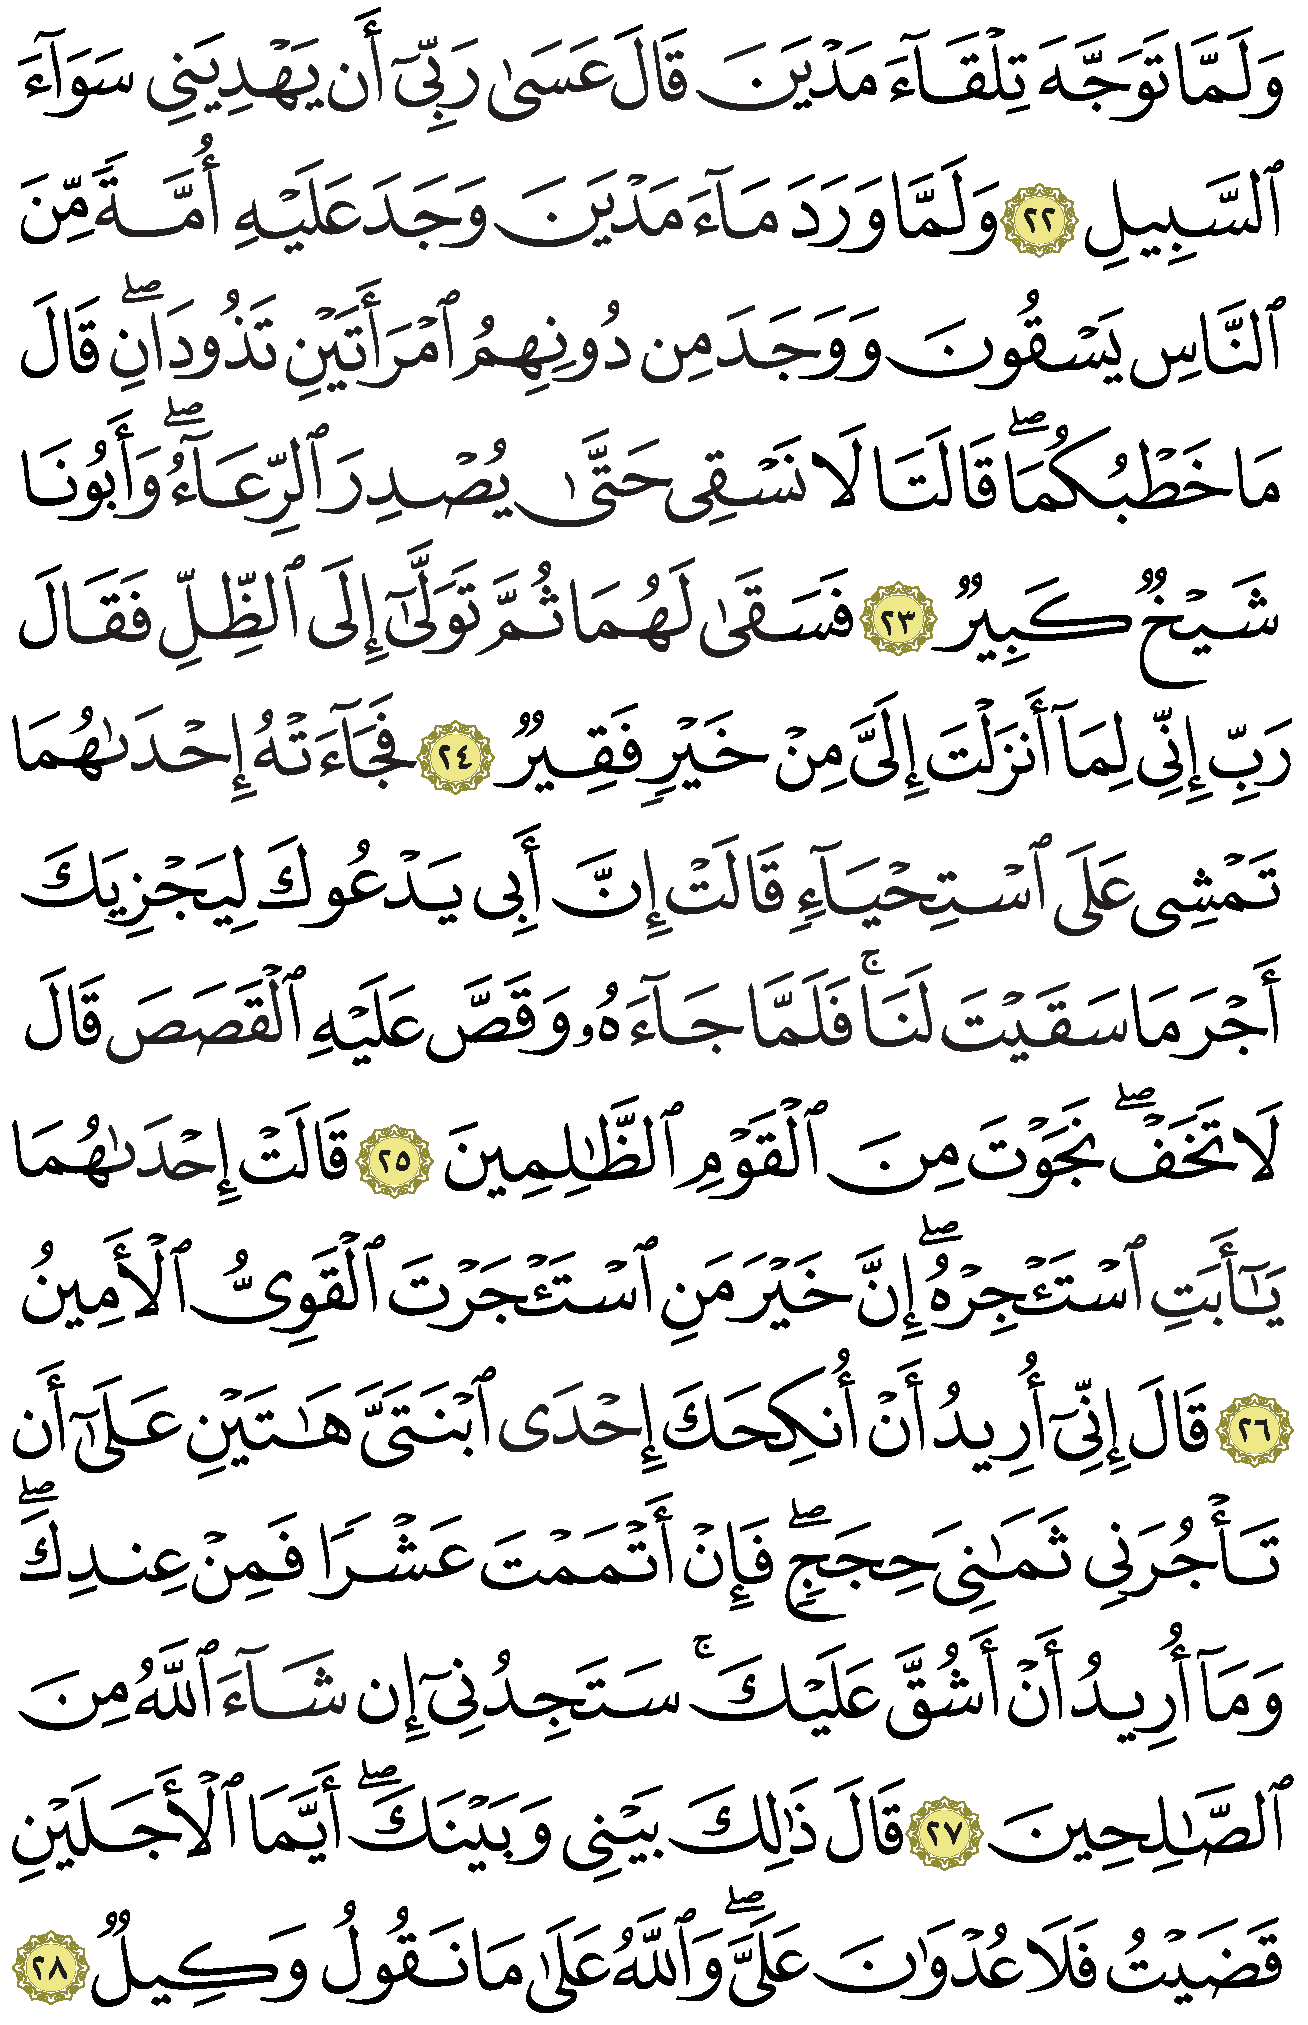 وَلَمَّا تَوَجَّهَ تِلْقَآءَ مَدْيَنَ قَالَ عَسَىٰ رَبِّىٓ أَن يَهْدِيَنِى سَوَآءَ
ٱلسَّبِيلِ ٢٢ وَلَمَّا وَرَدَ مَآءَ مَدْيَنَ وَجَدَ عَلَيْهِ أُمَّةً مِّنَ
ٱلنَّاسِ يَسْقُونَ وَوَجَدَ مِن دُونِهِمُ ٱمْرَأَتَيْنِ تَذُودَانِ ۖ قَالَ
مَا خَطْبُكُمَا ۖ قَالَتَا لَا نَسْقِى حَتَّىٰ يُصْدِرَ ٱلرِّعَآءُ ۖ وَأَبُونَا
شَيْخٌ كَبِيرٌ ٢٣ فَسَقَىٰ لَهُمَا ثُمَّ تَوَلَّىٰٓ إِلَى ٱلظِّلِّ فَقَالَ
رَبِّ إِنِّى لِمَآ أَنزَلْتَ إِلَىَّ مِنْ خَيْرٍ فَقِيرٌ ٢٤ فَجَآءَتْهُ إِحْدَىٰهُمَا
تَمْشِى عَلَى ٱسْتِحْيَآءٍ قَالَتْ إِنَّ أَبِى يَدْعُوكَ لِيَجْزِيَكَ
أَجْرَ مَا سَقَيْتَ لَنَا ۚ فَلَمَّا جَآءَهُۥ وَقَصَّ عَلَيْهِ ٱلْقَصَصَ قَالَ
لَا تَخَفْ ۖ نَجَوْتَ مِنَ ٱلْقَوْمِ ٱلظَّـٰلِمِينَ ٢٥ قَالَتْ إِحْدَىٰهُمَا
يَـٰٓأَبَتِ ٱسْتَـْٔجِرْهُ ۖ إِنَّ خَيْرَ مَنِ ٱسْتَـْٔجَرْتَ ٱلْقَوِىُّ ٱلْأَمِينُ
٢٦ قَالَ إِنِّىٓ أُرِيدُ أَنْ أُنكِحَكَ إِحْدَى ٱبْنَتَىَّ هَـٰتَيْنِ عَلَىٰٓ أَن
تَأْجُرَنِى ثَمَـٰنِىَ حِجَجٍ ۖ فَإِنْ أَتْمَمْتَ عَشْرًا فَمِنْ عِندِكَ ۖ
وَمَآ أُرِيدُ أَنْ أَشُقَّ عَلَيْكَ ۚ سَتَجِدُنِىٓ إِن شَآءَ ٱللَّهُ مِنَ
ٱلصَّـٰلِحِينَ ٢٧ قَالَ ذَٰلِكَ بَيْنِى وَبَيْنَكَ ۖ أَيَّمَا ٱلْأَجَلَيْنِ
قَضَيْتُ فَلَا عُدْوَٰنَ عَلَىَّ ۖ وَٱللَّهُ عَلَىٰ مَا نَقُولُ وَكِيلٌ ٢٨